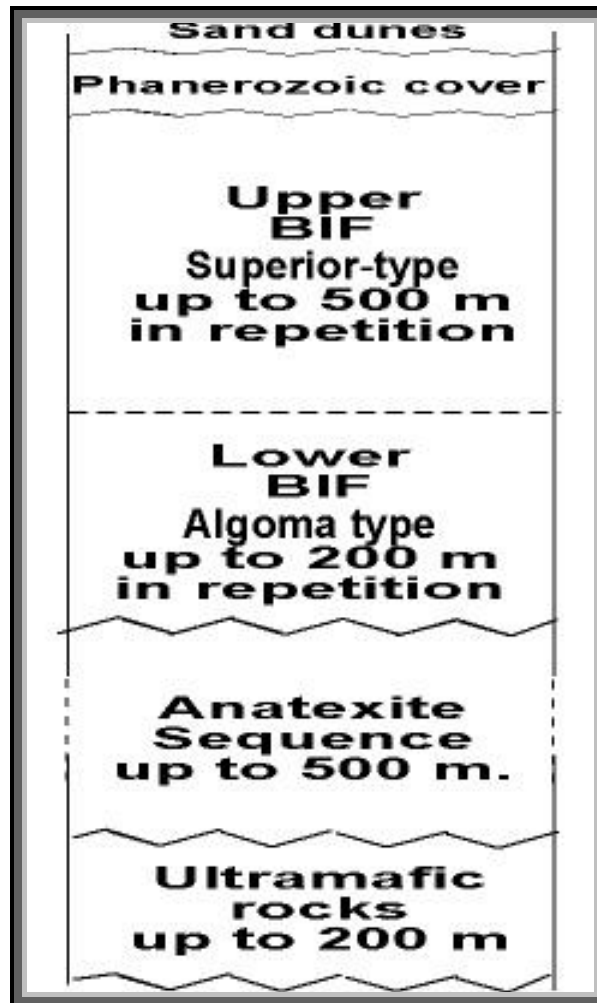 Sand dunes
Phanerozoic cover
Upper
BIF
Superior-type
up to 500 m
in repetition
Lower
BIF
Algoma type
up to 200 m
in repetition
Anatexite
Sequence
up to 500 m.
Ultramafic
rocks
up to 200 m